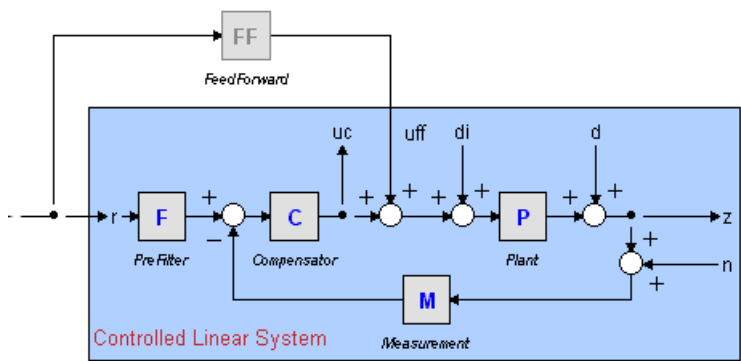 FF
FeedForward
uc
uff
di
d
r
F
C
P
z
PreFilter
Compensator
Plant
n
M
Controlled Linear System
Measurement